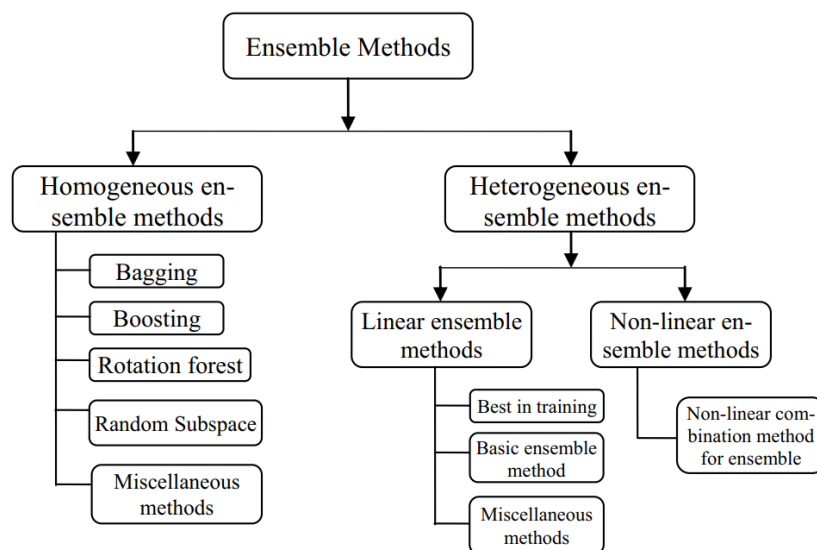 Ensemble Methods
Homogeneous en-
semble methods
Heterogeneous en-
semble methods
Bagging
Boosting
Rotation forest
Random Subspace
Miscellaneous
methods
Linear ensemble
methods
Non-linear en-
semble methods
Best in training
Basic ensemble
method
Miscellaneous
methods
Non-linear com-
bination method
for ensemble